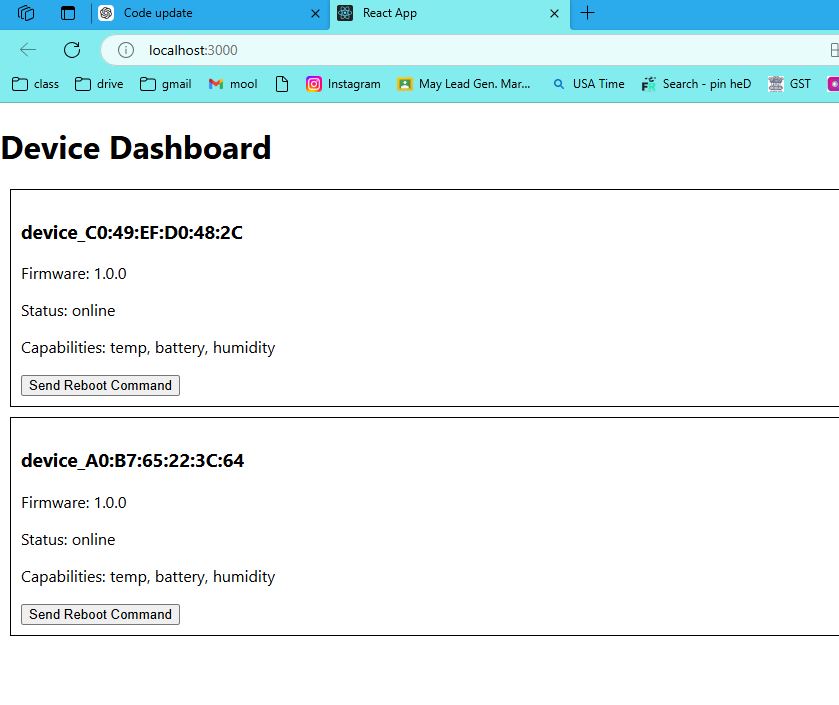 Code update
React App
localhost:3000
class drive gmail mool Instagram May Lead Gen. Mar... USA Time Search - pin heD GST
Device Dashboard
device_C0:49:EF:D0:48:2C
Firmware: 1.0.0
Status: online
Capabilities: temp, battery, humidity
Send Reboot Command
device_A0:B7:65:22:3C:64
Firmware: 1.0.0
Status: online
Capabilities: temp, battery, humidity
Send Reboot Command